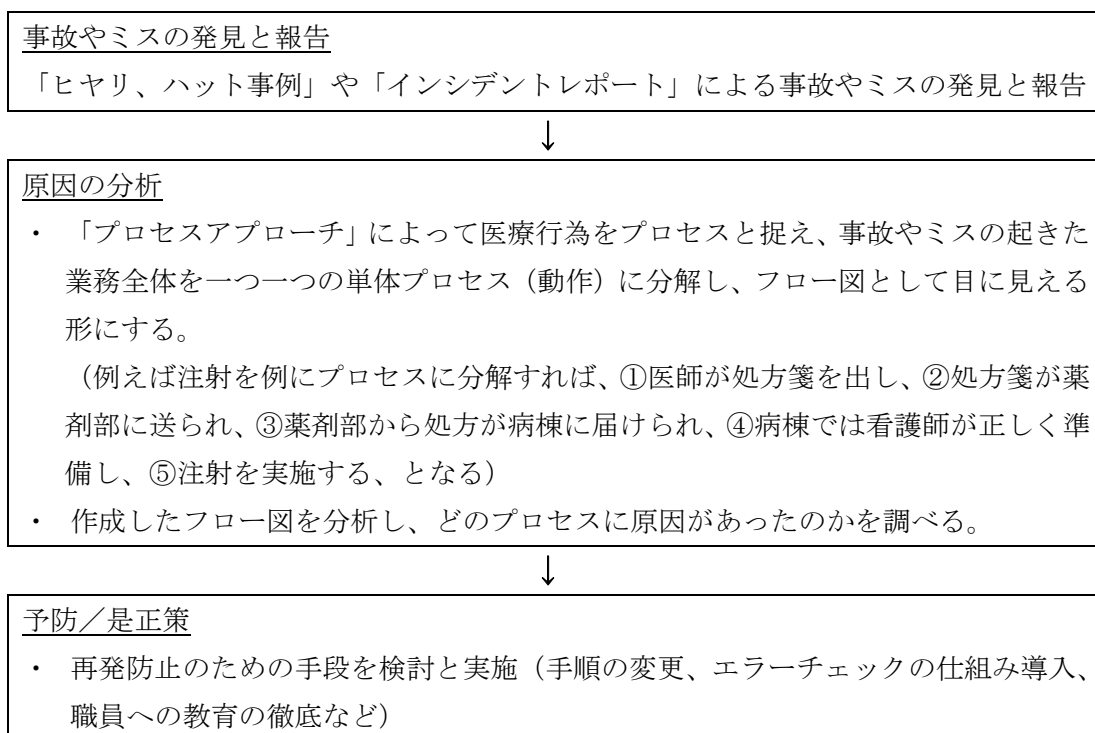 事故やミスの発見と報告
「ヒヤリ、ハット事例」や「インシデントレポート」による事故やミスの発見と報告
↓
原因の分析
・ 「プロセスアプローチ」によって医療行為をプロセスと捉え、事故やミスの起きた
業務全体を一つ一つの単体プロセス（動作）に分解し、フロー図として目に見える
形にする。
（例えば注射を例にプロセスに分解すれば、①医師が処方箋を出し、②処方箋が薬
剤部に送られ、③薬剤部から処方が病棟に届けられ、④病棟では看護師が正しく準
備し、⑤注射を実施する、となる）
・ 作成したフロー図を分析し、どのプロセスに原因があったのかを調べる。
↓
予防／是正策
・ 再発防止のための手段を検討と実施（手順の変更、エラーチェックの仕組み導入、
職員への教育の徹底など）